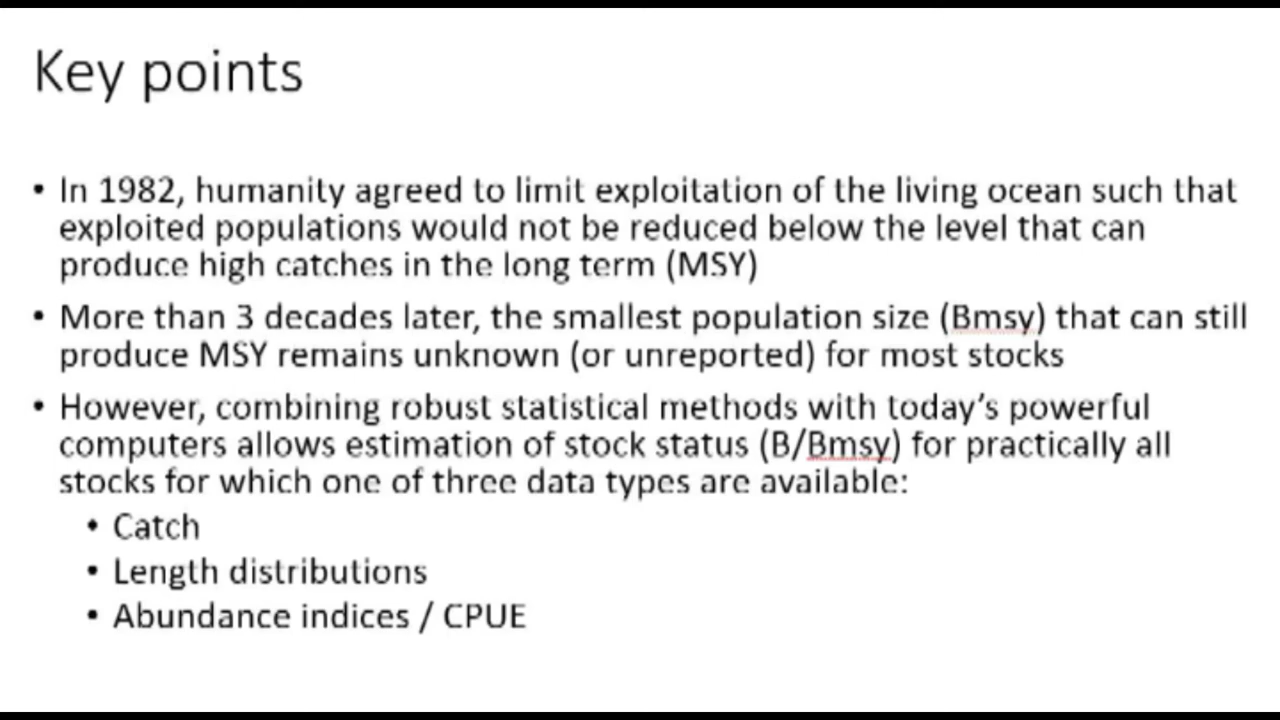 Key points
• In 1982, humanity agreed to limit exploitation of the living ocean such that
exploited populations would not be reduced below the level that can
produce high catches in the long term (MSY)
• More than 3 decades later, the smallest population size (Bmsy) that can still
produce MSY remains unknown (or unreported) for most stocks
• However, combining robust statistical methods with today's powerful
computers allows estimation of stock status (B/Bmsy) for practically all
stocks for which one of three data types are available:
• Catch
• Length distributions
• Abundance indices / CPUE